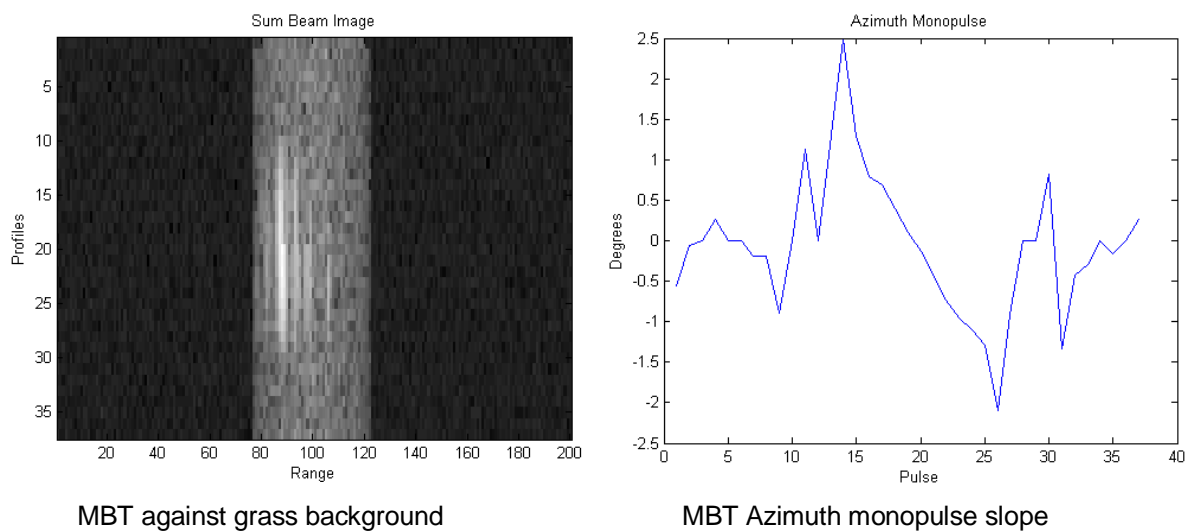 Sum Beam Image
Profiles
5
10
15
20
25
30
35
20 40 60 80 100 120 140 160 180 200
Range
MBT against grass background
Azimuth Monopulse
Degrees
2.5
2
1.5
1
0.5
0
-0.5
-1
-1.5
-2
-2.5
0 5 10 15 20 25 30 35 40
Pulse
MBT Azimuth monopulse slope